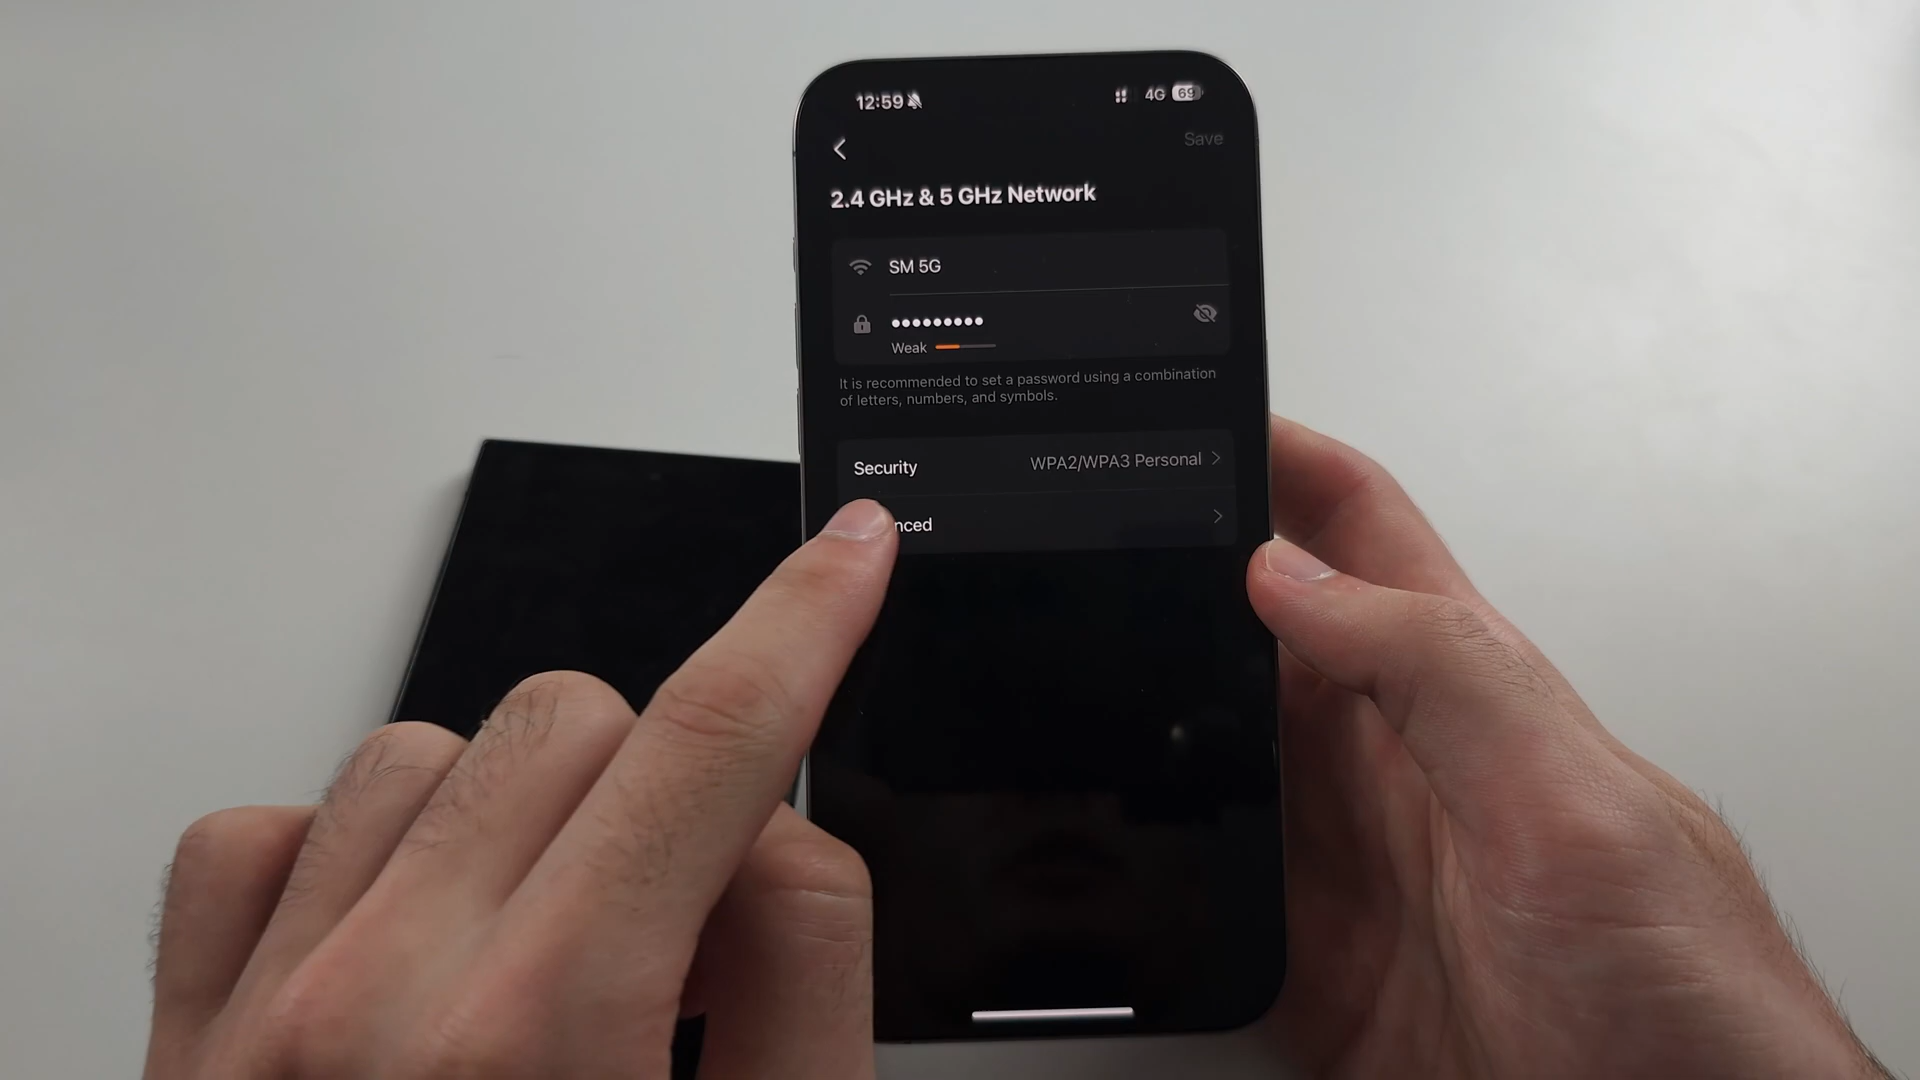 12:59 4G 69
Save
2.4 GHz & 5 GHz Network
SM 5G
•••••••••
Weak
It is recommended to set a password using a combination
of letters, numbers, and symbols.
Security WPA2/WPA3 Personal
nced